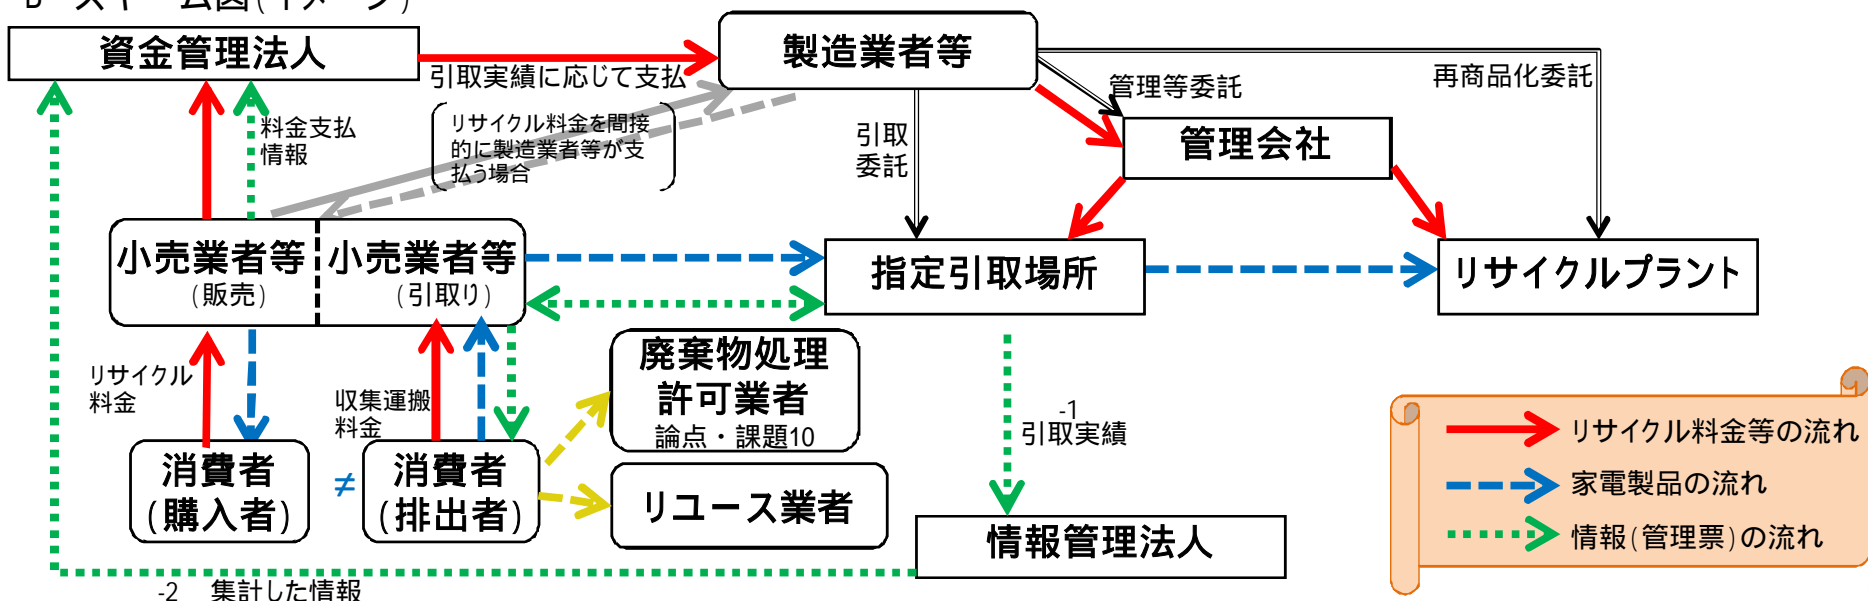 B スキーム図(イメージ)
資金管理法人
製造業者等
引取実績に応じて支払
管理等委託
再商品化委託
料金支払
情報
リサイクル料金を間接
的に製造業者等が支
払う場合
引取
委託
管理会社
小売業者等
(販売)
小売業者等
(引取り)
指定引取場所
リサイクルプラント
リサイクル
料金
収集運搬
料金
廃棄物処理
許可業者
論点・課題10
-1
引取実績
消費者
(購入者)
≠
消費者
(排出者)
リユース業者
情報管理法人
リサイクル料金等の流れ
家電製品の流れ
情報(管理票)の流れ
-2 集計した情報